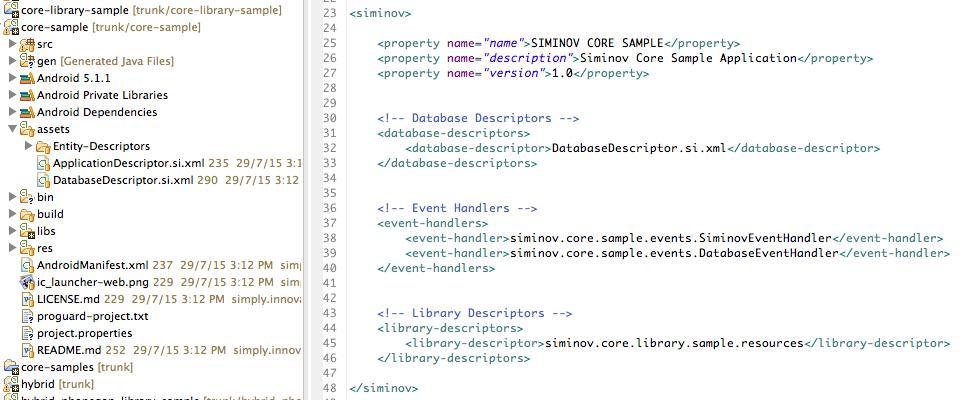 core-library-sample [trunk/core-library-sample]
core-sample [trunk/core-sample]
src
gen [Generated Java Files]
Android 5.1.1
Android Private Libraries
Android Dependencies
assets
Entity-Descriptors
ApplicationDescriptor.si.xml 235 29/7/15 3:1
DatabaseDescriptor.si.xml 290 29/7/15 3:12
bin
build
libs
res
AndroidManifest.xml 237 29/7/15 3:12 PM simp
ic_launcher-web.png 229 29/7/15 3:12 PM
LICENSE.md 229 29/7/15 3:12 PM simply.innova
proguard-project.txt
project.properties
README.md 252 29/7/15 3:12 PM simply.innov
core-samples [trunk]
hybrid [trunk]
23 <siminov>
24
25 <property name="name">SIMINOV CORE SAMPLE</property>
26 <property name="description">Siminov Core Sample Application</property>
27 <property name="version">1.0</property>
28
29
30 <!-- Database Descriptors -->
31 <database-descriptors>
32 <database-descriptor>DatabaseDescriptor.si.xml</database-descriptor>
33 </database-descriptors>
34
35
36 <!-- Event Handlers -->
37 <event-handlers>
38 <event-handler>siminov.core.sample.events.SiminovEventHandler</event-handler>
39 <event-handler>siminov.core.sample.events.DatabaseEventHandler</event-handler>
40 </event-handlers>
41
42
43 <!-- Library Descriptors -->
44 <library-descriptors>
45 <library-descriptor>siminov.core.library.sample.resources</library-descriptor>
46 </library-descriptors>
47
48 </siminov>